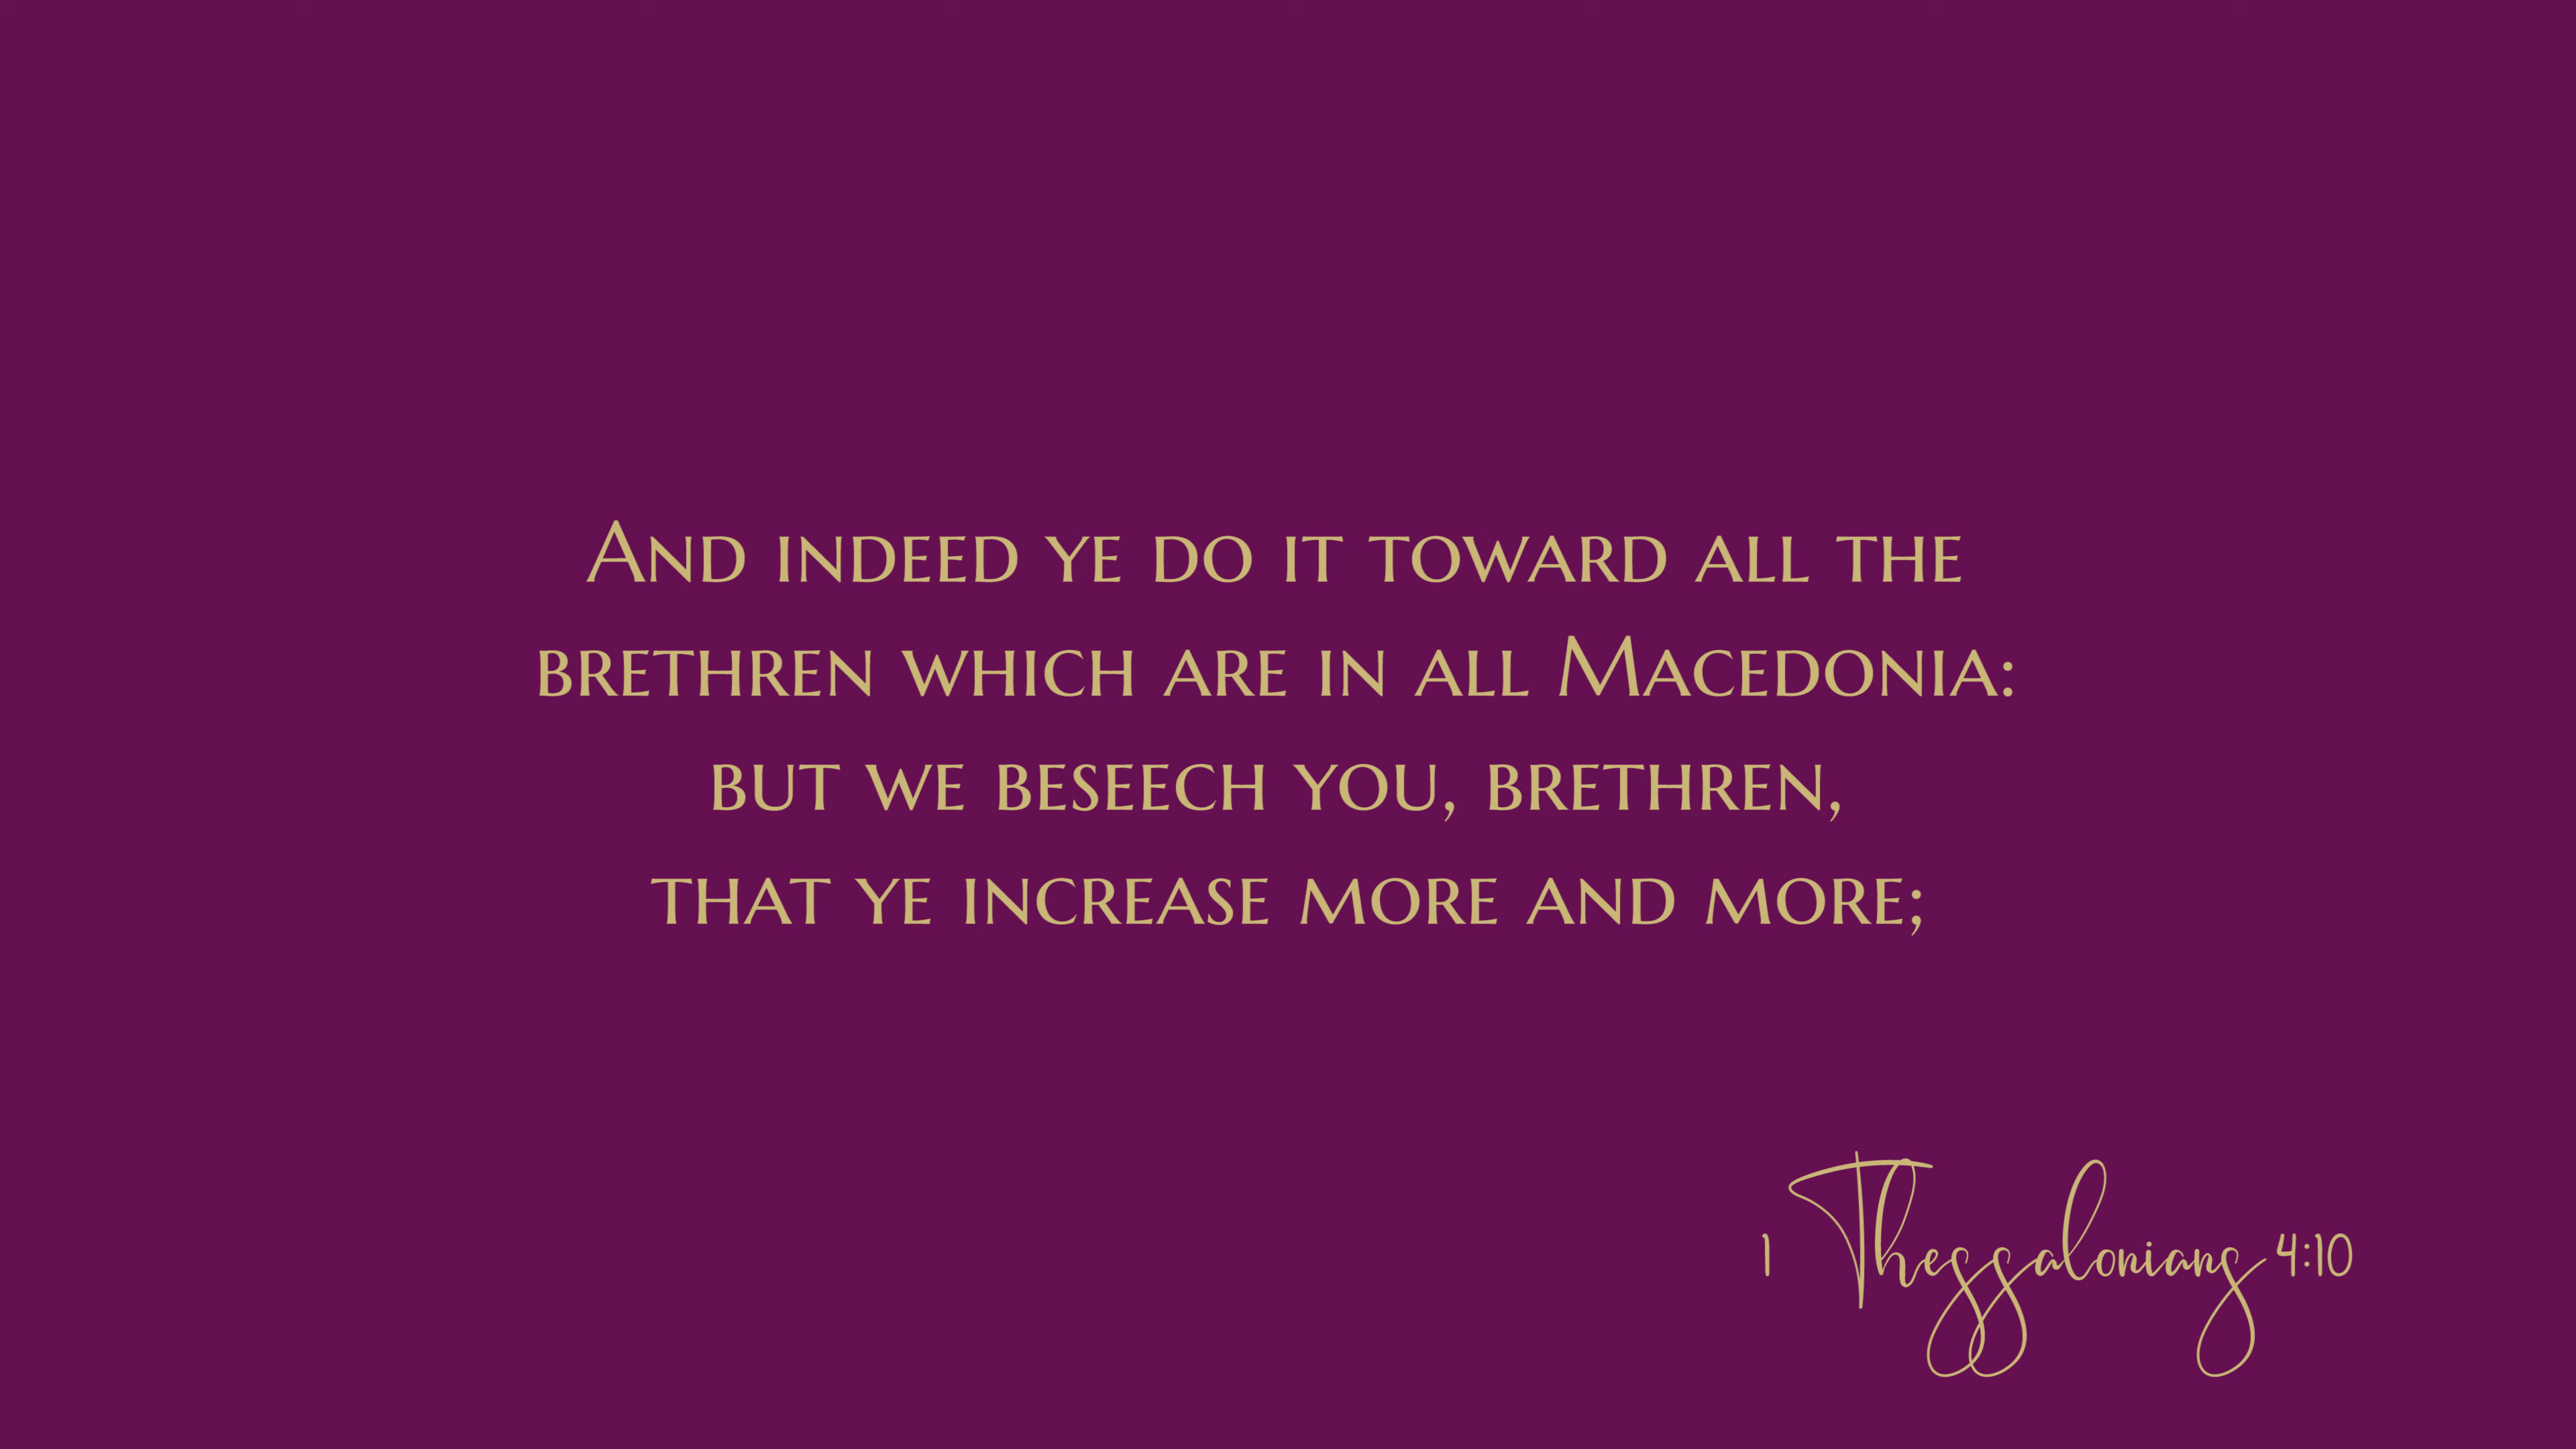 And indeed ye do it toward all the
brethren which are in all Macedonia:
but we beseech you, brethren,
that ye increase more and more;
1 Thessalonians 4:10